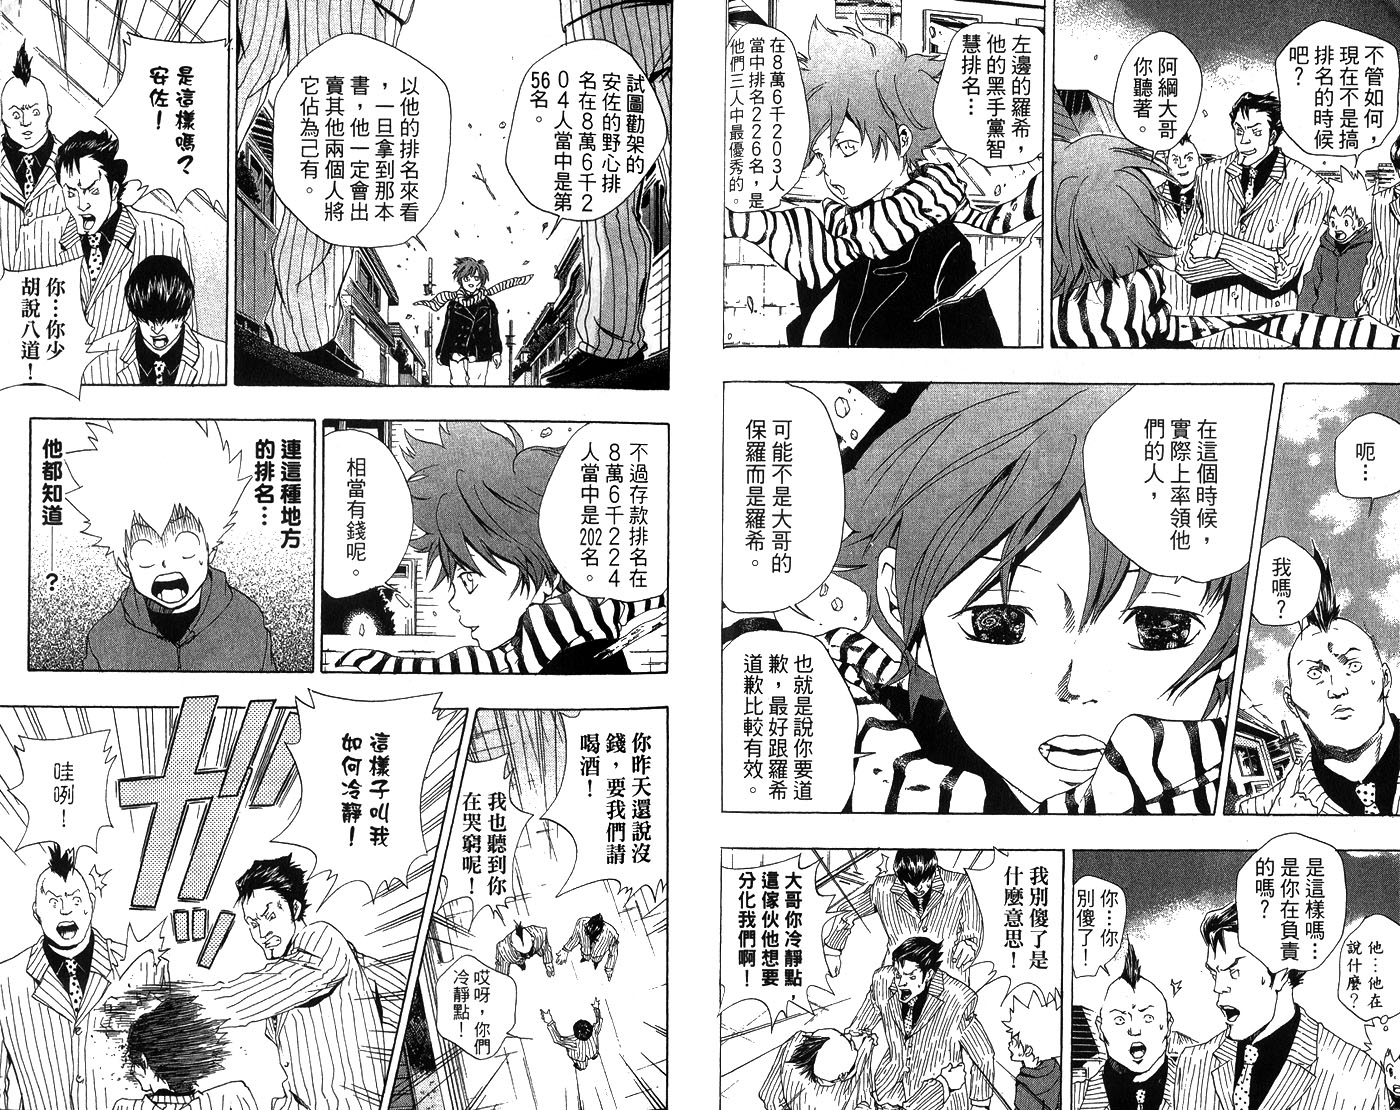 不管如何，
現在不是搞
排名的時候
吧？
阿綱大哥
你聽著。
左邊的羅希，
他的黑手黨智
慧排名…
在8萬6千203人
當中排名226名，是
他們三人中最優秀的。
呃…
我嗎？
在這個時候，
實際上率領他
們的人，
可能不是大哥的
保羅而是羅希。
也就是說你要道
歉，最好跟羅希
道歉比較有效。
是這樣嗎…
是你在負責
的嗎？
他…他在
說什麼？
你…你
別傻了！
我別傻了是
什麼意思！
大哥你冷靜點，
這傢伙他想要
分化我們啊！
試圖勸架的
安佐的野心排
名在8萬6千2
04人當中是第
56名。
以他的排名來看
，一旦拿到那本
書，他一定會出
賣其他兩個人將
它佔為己有。
是這樣嗎？
安佐！
你…你少
胡說八道！
不過存款排名在
8萬6千224
人當中是202名。
相當有錢呢。
連這種地方
的排名…
他都知道
——？
你昨天還說沒
錢，要我們請
喝酒！
我也聽到你
在哭窮呢！
哎呀，你們
冷靜點！
這樣子叫我
如何冷靜！
ガッ
哇咧！